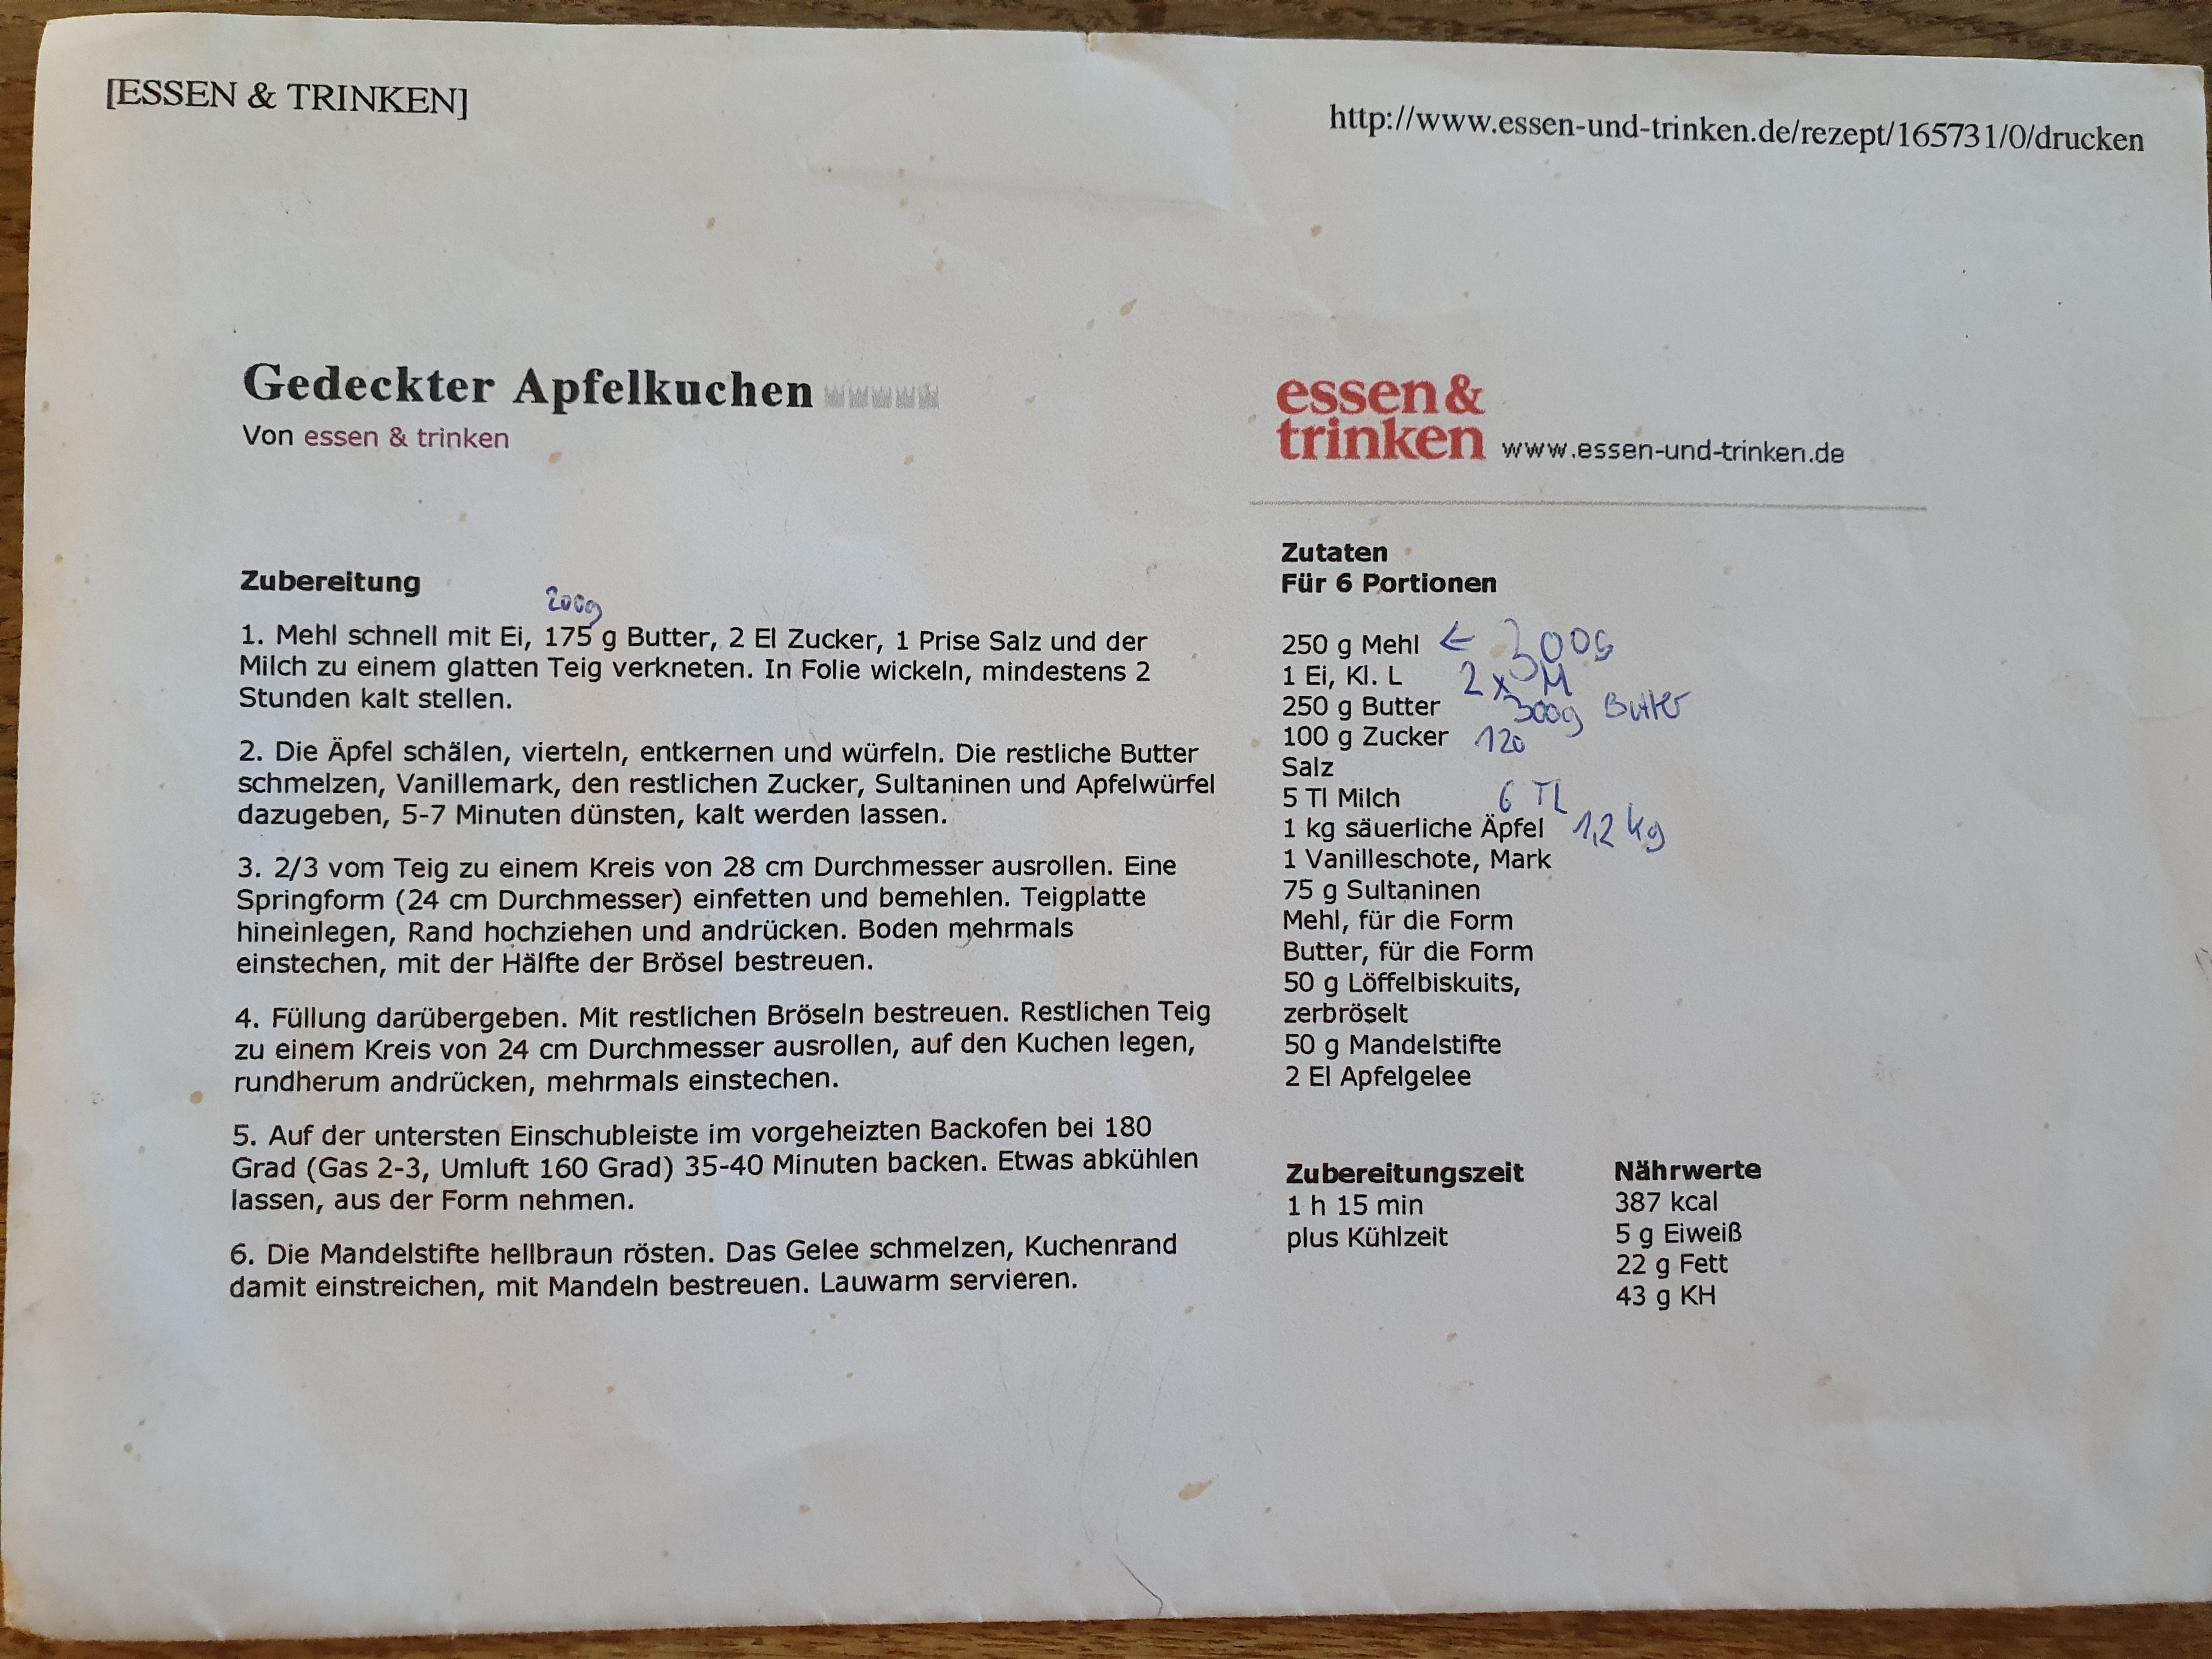 [ESSEN & TRINKEN]
http://www.essen-und-trinken.de/rezept/165731/0/drucken
Gedeckter Apfelkuchen
Von essen & trinken
Zubereitung
200g
1. Mehl schnell mit Ei, 175 g Butter, 2 El Zucker, 1 Prise Salz und der
Milch zu einem glatten Teig verkneten. In Folie wickeln, mindestens 2
Stunden kalt stellen.
2. Die Äpfel schälen, vierteln, entkernen und würfeln. Die restliche Butter
schmelzen, Vanillemark, den restlichen Zucker, Sultaninen und Apfelwürfel
dazugeben, 5-7 Minuten dünsten, kalt werden lassen.
3. 2/3 vom Teig zu einem Kreis von 28 cm Durchmesser ausrollen. Eine
Springform (24 cm Durchmesser) einfetten und bemehlen. Teigplatte
hineinlegen, Rand hochziehen und andrücken. Boden mehrmals
einstechen, mit der Hälfte der Brösel bestreuen.
4. Füllung darübergeben. Mit restlichen Bröseln bestreuen. Restlichen Teig
zu einem Kreis von 24 cm Durchmesser ausrollen, auf den Kuchen legen,
rundherum andrücken, mehrmals einstechen.
5. Auf der untersten Einschubleiste im vorgeheizten Backofen bei 180
Grad (Gas 2-3, Umluft 160 Grad) 35-40 Minuten backen. Etwas abkühlen
lassen, aus der Form nehmen.
6. Die Mandelstifte hellbraun rösten. Das Gelee schmelzen, Kuchenrand
damit einstreichen, mit Mandeln bestreuen. Lauwarm servieren.
essen &
trinken www.essen-und-trinken.de
Zutaten
Für 6 Portionen
250 g Mehl ← 300g
1 Ei, Kl. L 2 x M
250 g Butter 300g Butter
100 g Zucker 120
Salz
5 Tl Milch 6 TL
1 kg säuerliche Äpfel 1,2 kg
1 Vanilleschote, Mark
75 g Sultaninen
Mehl, für die Form
Butter, für die Form
50 g Löffelbiskuits,
zerbröselt
50 g Mandelstifte
2 El Apfelgelee
Zubereitungszeit
1 h 15 min
plus Kühlzeit
Nährwerte
387 kcal
5 g Eiweiß
22 g Fett
43 g KH